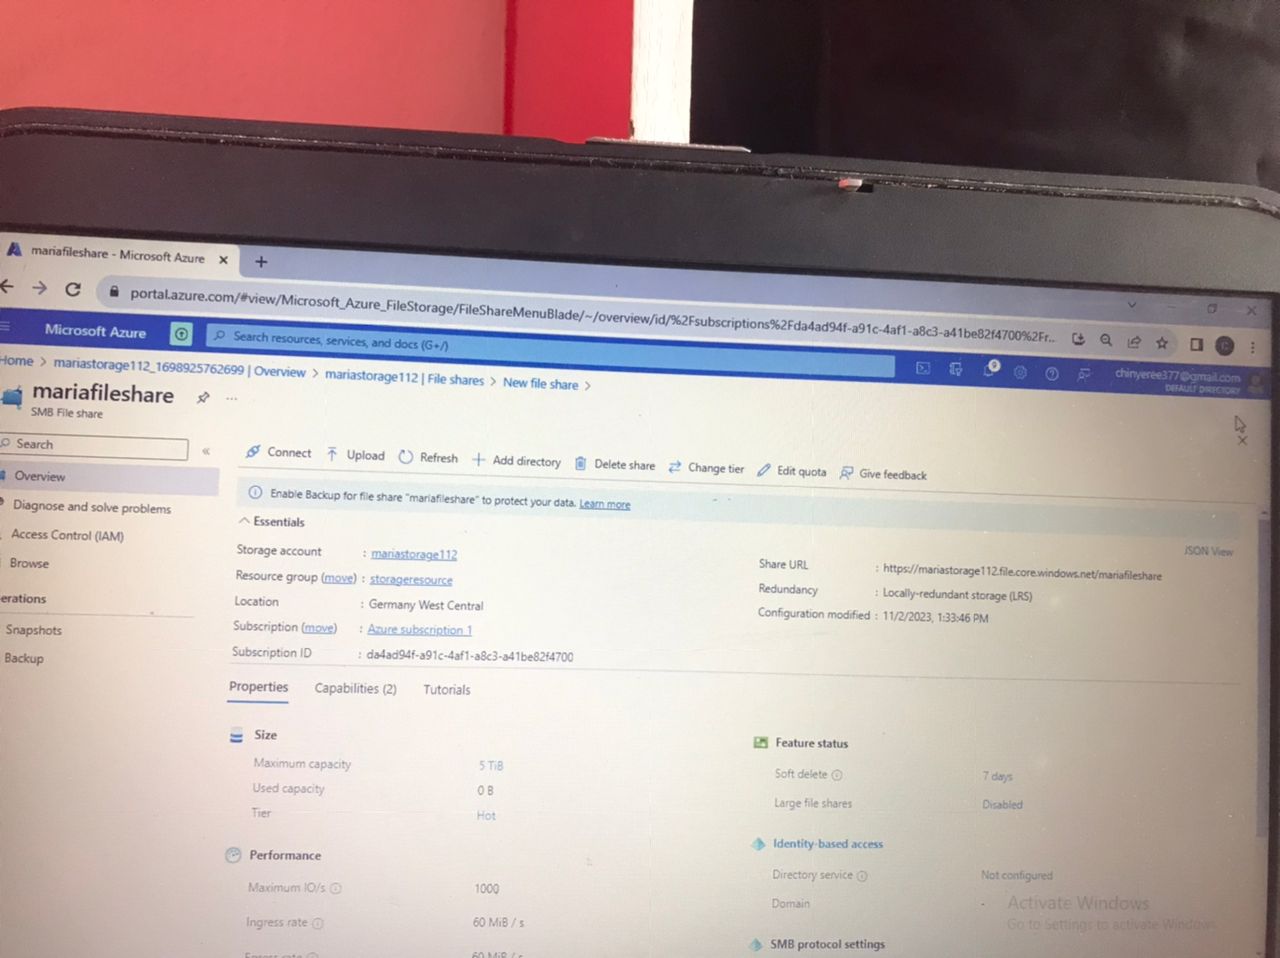 mariafileshare - Microsoft Azure
portal.azure.com/#view/Microsoft_Azure_FileStorage/FileShareMenuBlade/~/overview/id/%2Fsubscriptions%2Fda4ad94f-a91c-4af1-a8c3-a41be82f4700%2Fr...
Microsoft Azure
Search resources, services, and docs (G+/)
chinyeree377@gmail.com
DEFAULT DIRECTORY
Home > mariastorage112_1698925762699 | Overview > mariastorage112 | File shares > New file share >
mariafileshare
SMB File share
Search
Overview
Diagnose and solve problems
Access Control (IAM)
Browse
erations
Snapshots
Backup
Connect Upload Refresh Add directory Delete share Change tier Edit quota Give feedback
Enable Backup for file share "mariafileshare" to protect your data. Learn more
Essentials
JSON View
Storage account : mariastorage112
Resource group (move) : storageresource
Location : Germany West Central
Subscription (move) : Azure subscription 1
Subscription ID : da4ad94f-a91c-4af1-a8c3-a41be82f4700
Share URL : https://mariastorage112.file.core.windows.net/mariafileshare
Redundancy : Locally-redundant storage (LRS)
Configuration modified : 11/2/2023, 1:33:46 PM
Properties Capabilities (2) Tutorials
Size
Maximum capacity 5 TiB
Used capacity 0 B
Tier Hot
Performance
Maximum IO/s 1000
Ingress rate 60 MiB / s
Feature status
Soft delete 7 days
Large file shares Disabled
Identity-based access
Directory service Not configured
Domain -
SMB protocol settings
Activate Windows
Go to Settings to activate Windows.